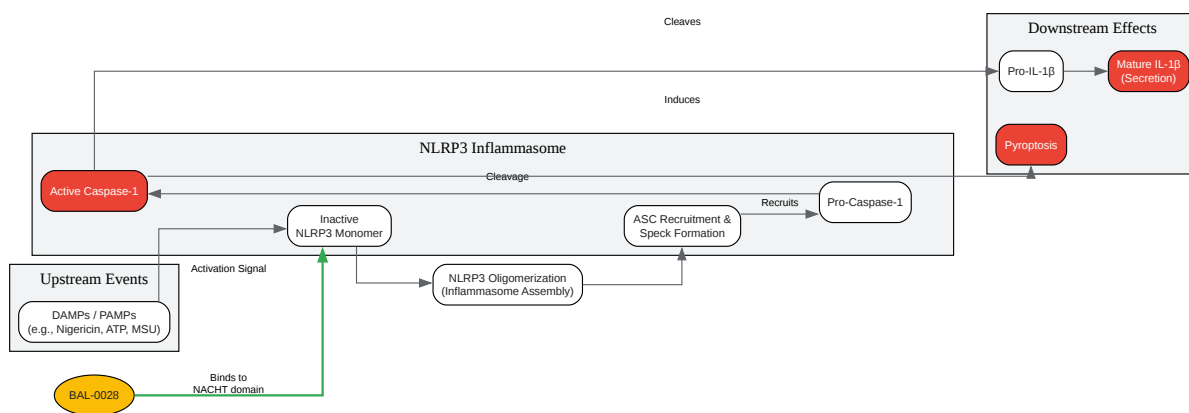 Cleaves
Downstream Effects
Pro-IL-1β
Mature IL-1β
(Secretion)
Induces
Pyroptosis
NLRP3 Inflammasome
Active Caspase-1
Cleavage
Pro-Caspase-1
Recruits
Inactive
NLRP3 Monomer
ASC Recruitment &
Speck Formation
Activation Signal
Upstream Events
NLRP3 Oligomerization
(Inflammasome Assembly)
DAMPs / PAMPs
(e.g., Nigericin, ATP, MSU)
Binds to
NACHT domain
BAL-0028